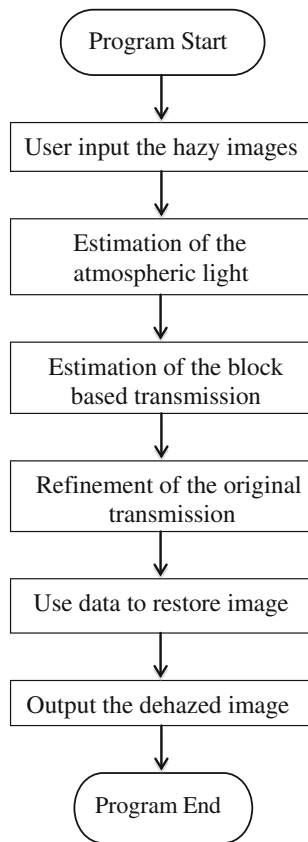 Program Start
User input the hazy images
Estimation of the
atmospheric light
Estimation of the block
based transmission
Refinement of the original
transmission
Use data to restore image
Output the dehazed image
Program End